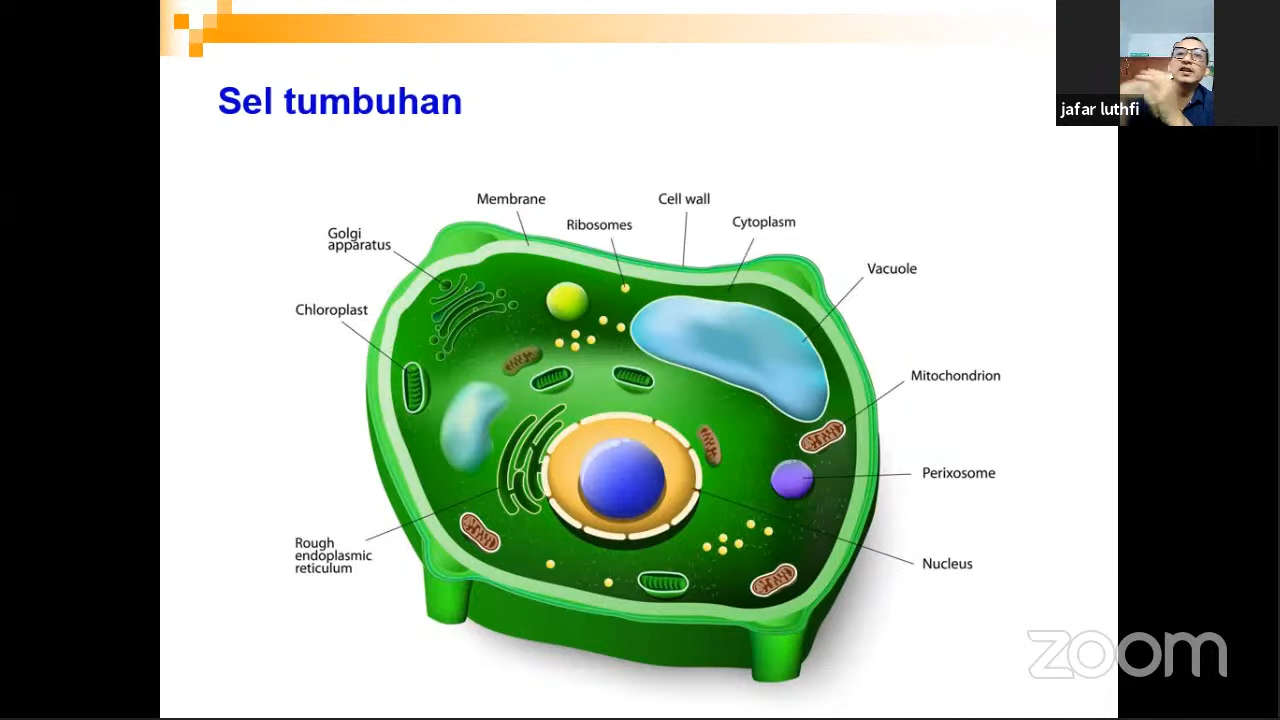 Sel tumbuhan
jafar luthfi
Membrane
Cell wall
Ribosomes
Cytoplasm
Golgi
apparatus
Vacuole
Chloroplast
Mitochondrion
Perixosome
Rough
endoplasmic
reticulum
Nucleus
zoom